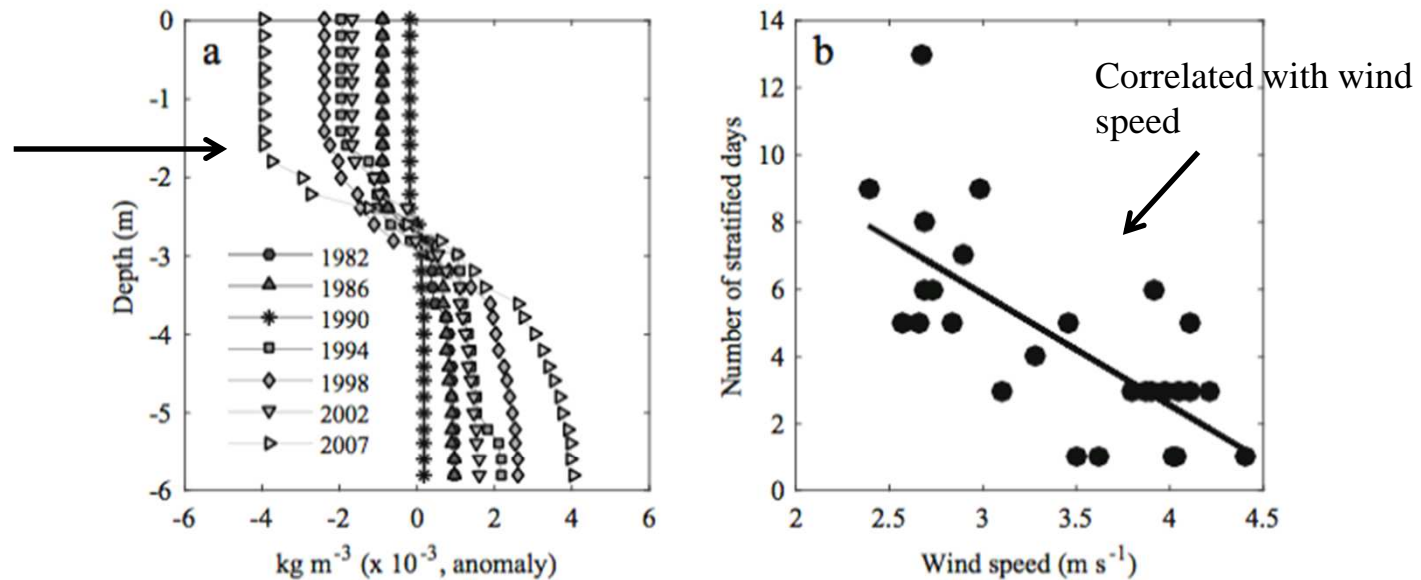 a
0
-1
-2
-3
-4
-5
-6
Depth (m)
1982
1986
1990
1994
1998
2002
2007
-6 -4 -2 0 2 4 6
kg m⁻³ (x 10⁻³, anomaly)
b
Correlated with wind
speed
14
12
10
8
6
4
2
0
Number of stratified days
2 2.5 3 3.5 4 4.5
Wind speed (m s⁻¹)